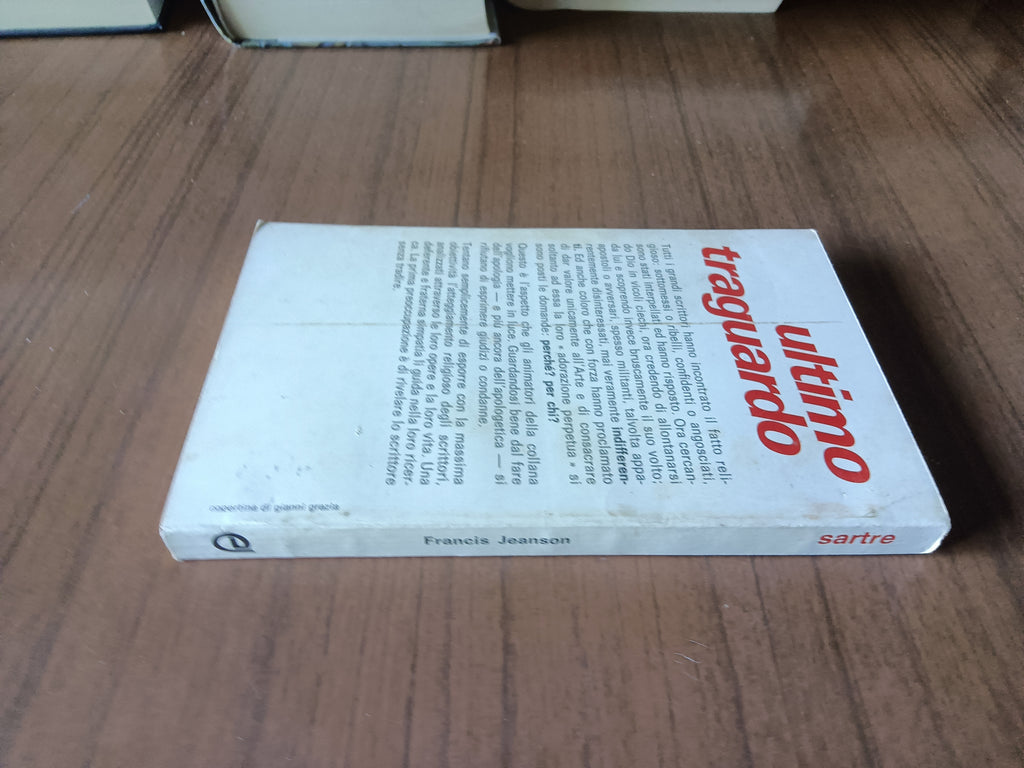 ultimo
traguardo
Tutti i grandi scrittori hanno incontrato il fatto reli-
gioso: sottomessi o ribelli, confidenti o angosciati,
sono stati interpellati ed hanno risposto. Ora cercan-
do Dio in vicoli ciechi, ora credendo di allontanarsi
da lui e scoprendo invece bruscamente il suo volto;
apostoli o avversari, spesso militanti, talvolta appa-
rentemente disinteressati, mai veramente indifferen-
ti. Ed anche coloro che con forza hanno proclamato
di dar valore unicamente all'Arte e di consacrare
soltanto ad essa la loro « adorazione perpetua » si
sono posti le domande: perché? per chi?
Questo è l'aspetto che gli animatori della collana
vogliono mettere in luce. Guardandosi bene dal fare
dell'apologia — e più ancora dell'apologetica — si
rifiutano di esprimere giudizi o condanne.
Tentano semplicemente di esporre con la massima
obiettività l'atteggiamento religioso degli scrittori,
analizzati attraverso le loro opere e la loro vita. Una
deferente e fraterna simpatia li guida nella loro ricer-
ca. La prima preoccupazione è di rivelare lo scrittore,
senza tradire.
copertina di gianni grazia
Francis Jeanson
sartre